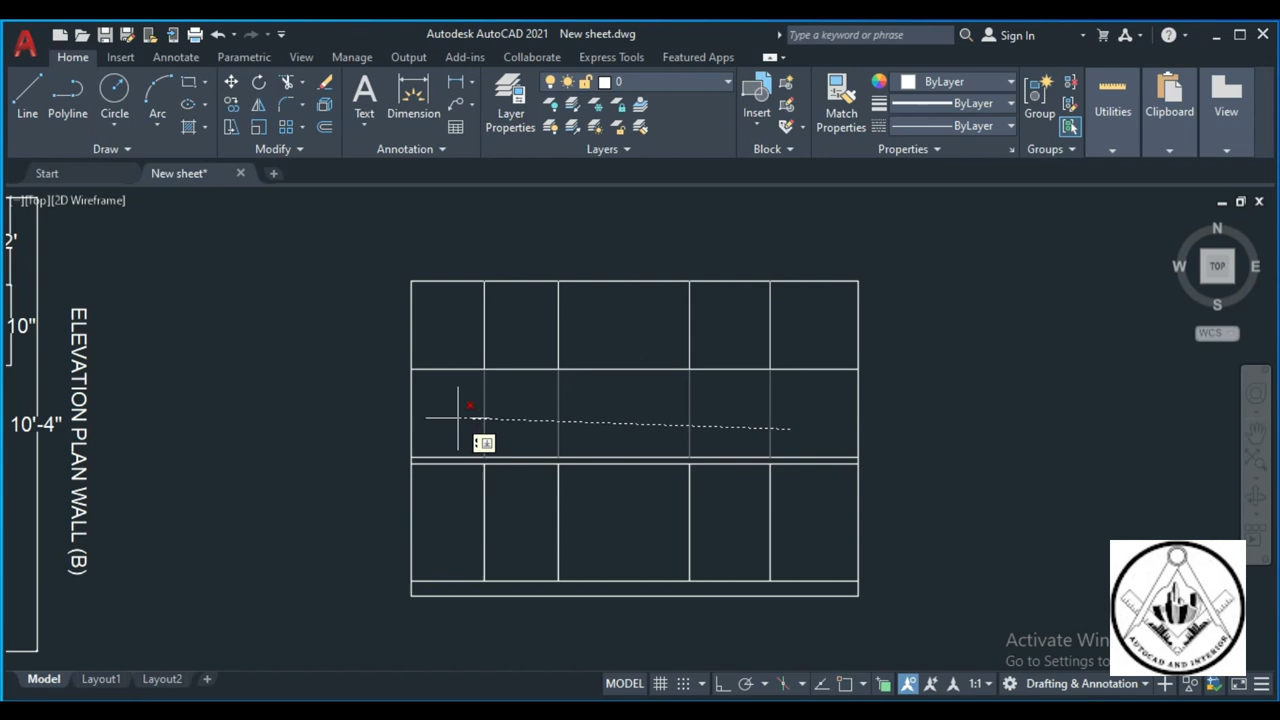 Autodesk AutoCAD 2021 New sheet.dwg
Type a keyword or phrase
Sign In
Home Insert Annotate Parametric View Manage Output Add-ins Collaborate Express Tools Featured Apps
Line Polyline Circle Arc
Text Dimension
Layer Properties
0
Insert
Match Properties
ByLayer
ByLayer
ByLayer
Group
Utilities
Clipboard
View
Draw Modify Annotation Layers Block Properties Groups
Start New sheet*
[Top][2D Wireframe]
2'
10"
10'-4"
ELEVATION PLAN WALL (B)
N
W TOP E
S
WCS
Activate Win
Go to Settings to
AUTOCAD AND INTERIOR
Model Layout1 Layout2
MODEL 1:1 Drafting & Annotation